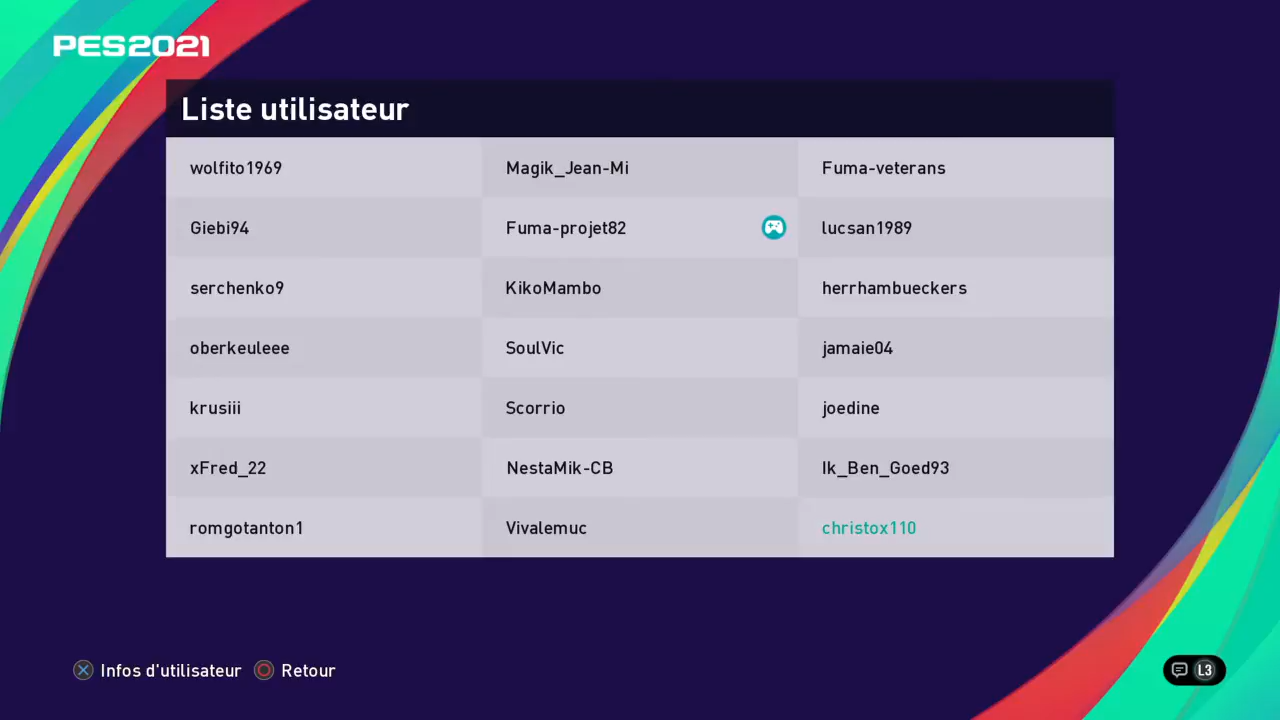 PES2021
Liste utilisateur
wolfito1969 Magik_Jean-Mi Fuma-veterans
Giebi94 Fuma-projet82 lucsan1989
serchenko9 KikoMambo herrhambueckers
oberkeuleee SoulVic jamaie04
krusiii Scorrio joedine
xFred_22 NestaMik-CB Ik_Ben_Goed93
romgotanton1 Vivalemuc christox110
Infos d'utilisateur Retour L3